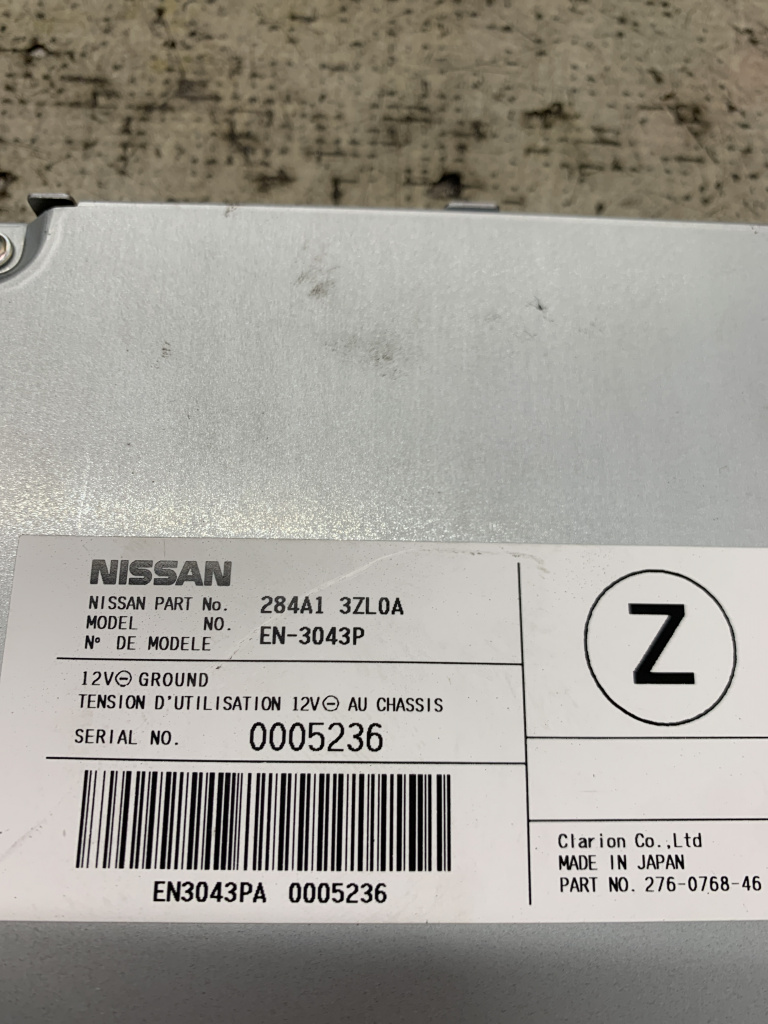 NISSAN
NISSAN PART No. 284A1 3ZL0A
MODEL NO. EN-3043P
N° DE MODELE
12V⊖ GROUND
TENSION D'UTILISATION 12V⊖ AU CHASSIS
SERIAL NO. 0005236
EN3043PA 0005236
Z
Clarion Co.,Ltd
MADE IN JAPAN
PART NO. 276-0768-46